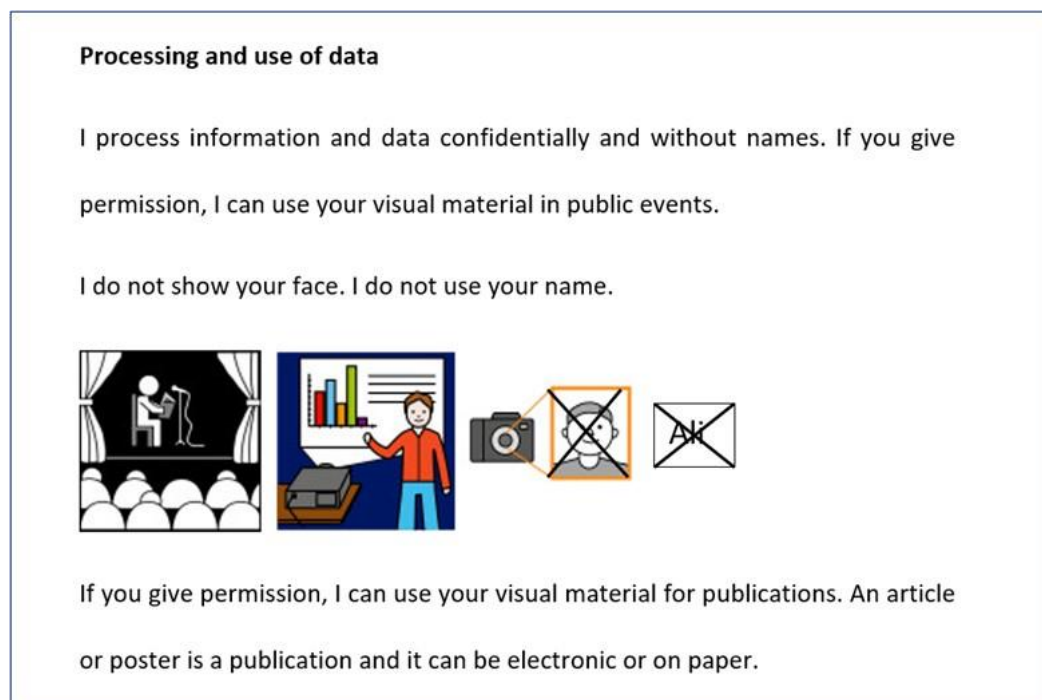 Processing and use of data
I process information and data confidentially and without names. If you give
permission, I can use your visual material in public events.
I do not show your face. I do not use your name.
Ali
If you give permission, I can use your visual material for publications. An article
or poster is a publication and it can be electronic or on paper.